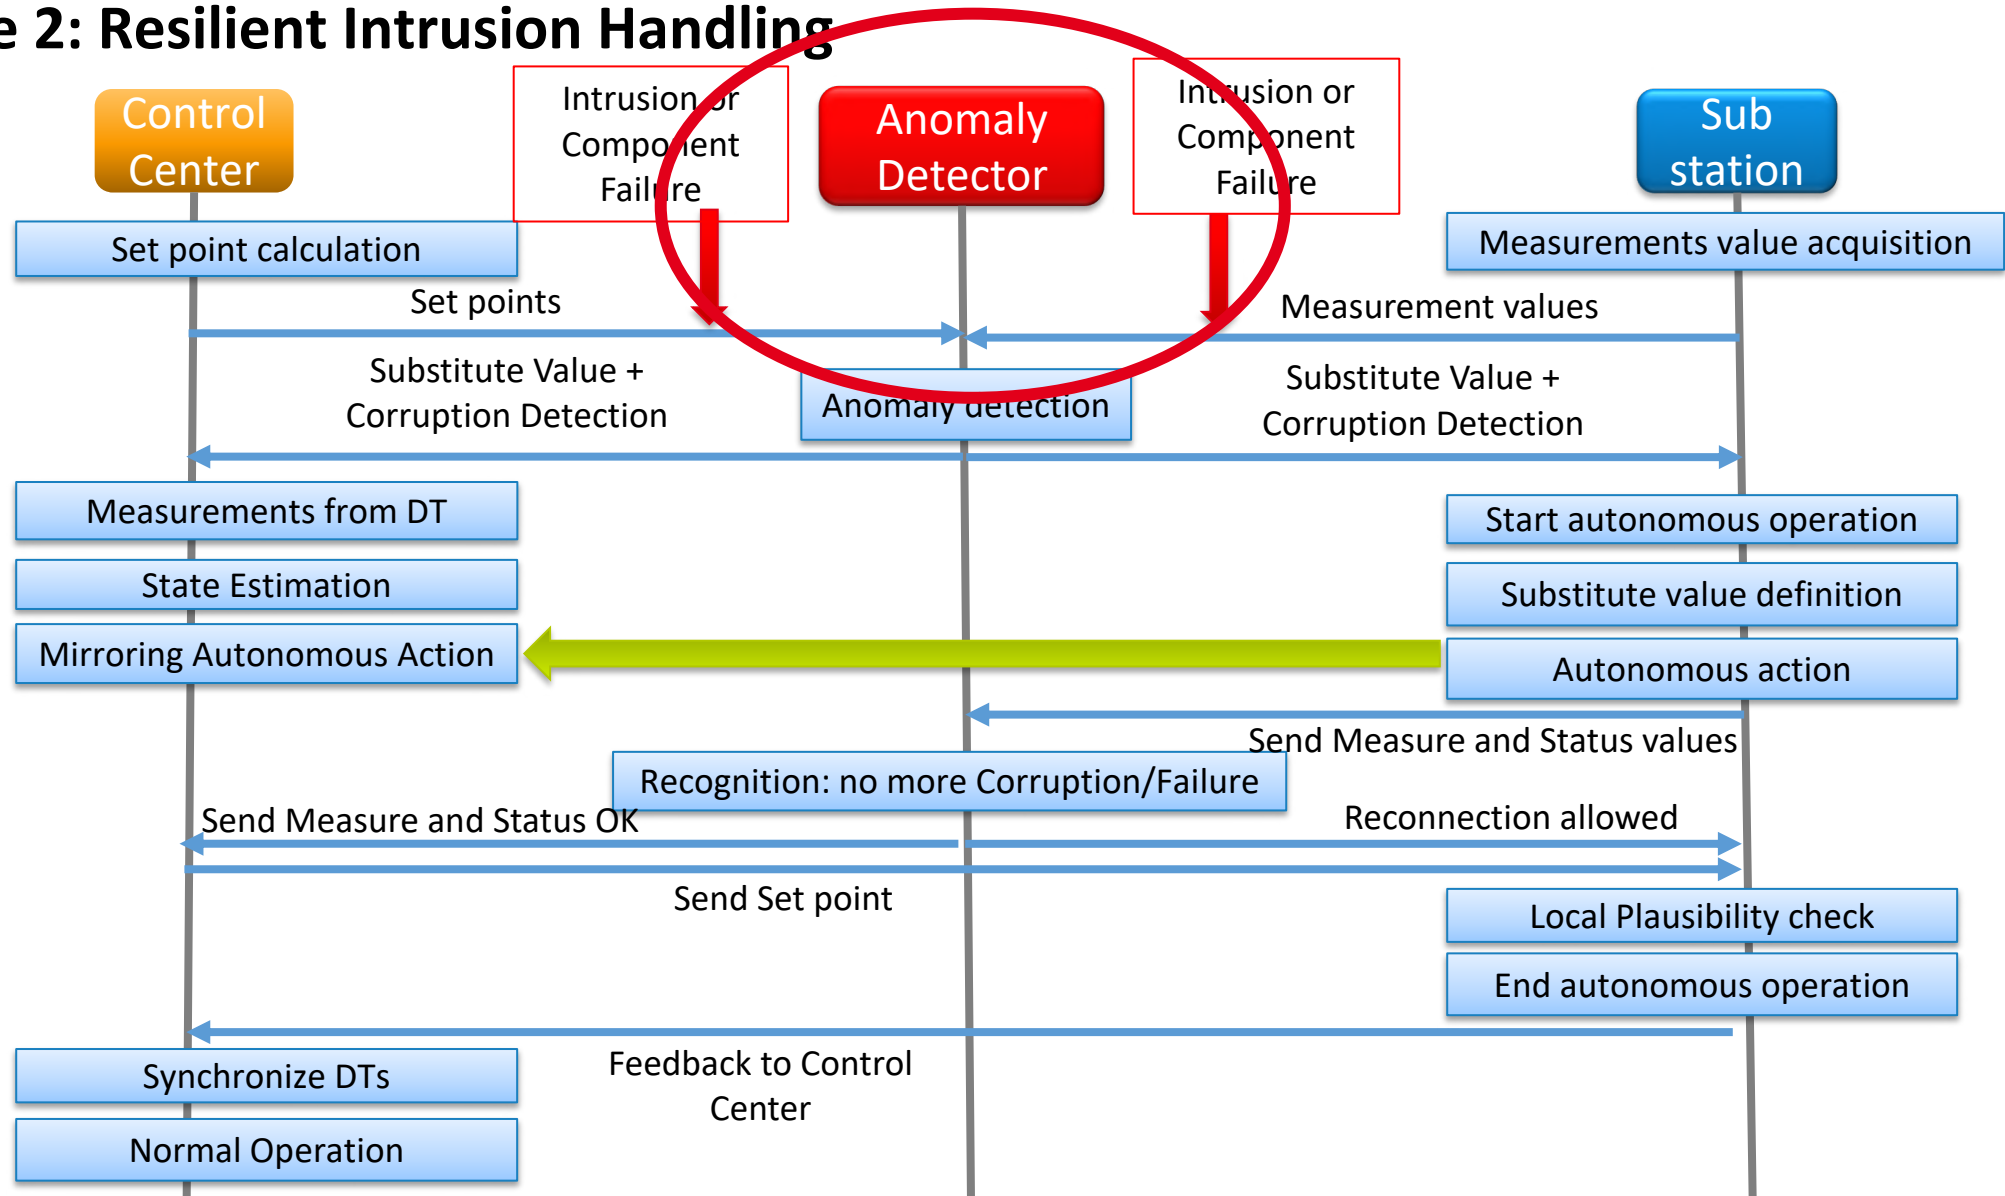 e 2: Resilient Intrusion Handling
Control
Center
Intrusion or
Component
Failure
Anomaly
Detector
Intrusion or
Component
Failure
Sub
station
Set point calculation
Measurements value acquisition
Set points
Measurement values
Substitute Value +
Corruption Detection
Anomaly detection
Substitute Value +
Corruption Detection
Measurements from DT
Start autonomous operation
State Estimation
Substitute value definition
Mirroring Autonomous Action
Autonomous action
Send Measure and Status values
Recognition: no more Corruption/Failure
Send Measure and Status OK
Reconnection allowed
Send Set point
Local Plausibility check
End autonomous operation
Feedback to Control
Center
Synchronize DTs
Normal Operation